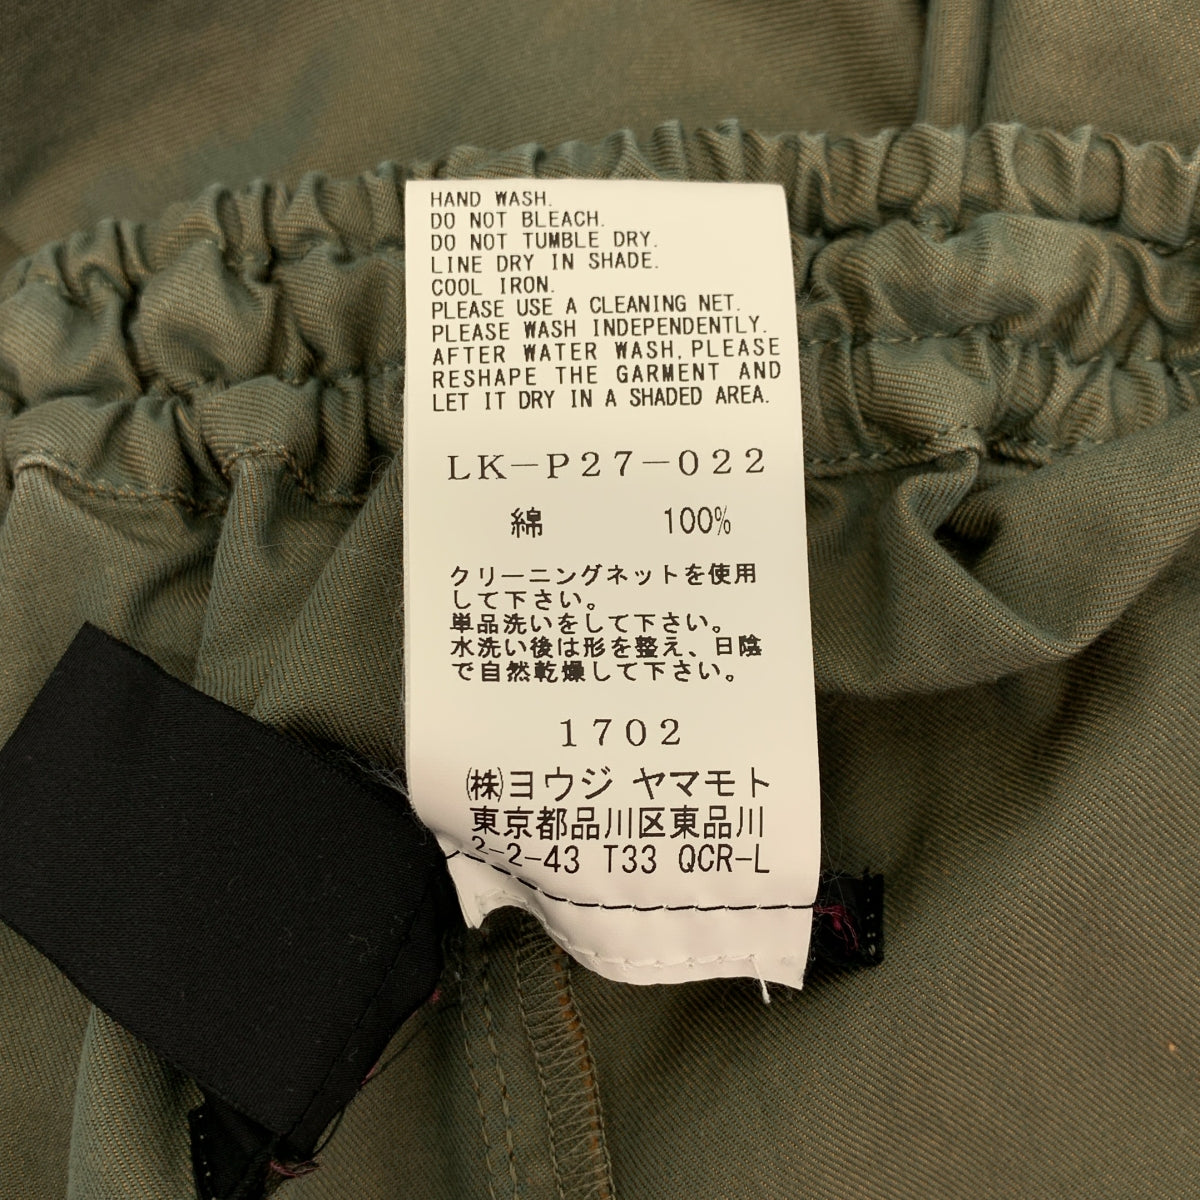 HAND WASH.
DO NOT BLEACH.
DO NOT TUMBLE DRY.
LINE DRY IN SHADE.
COOL IRON.
PLEASE USE A CLEANING NET.
PLEASE WASH INDEPENDENTLY.
AFTER WATER WASH, PLEASE
RESHAPE THE GARMENT AND
LET IT DRY IN A SHADED AREA.
LK-P27-022
綿 100%
クリーニングネットを使用
して下さい。
単品洗いをして下さい。
水洗い後は形を整え、日陰
で自然乾燥して下さい。
1702
㈱ヨウジ ヤマモト
東京都品川区東品川
2-2-43 T33 QCR-L